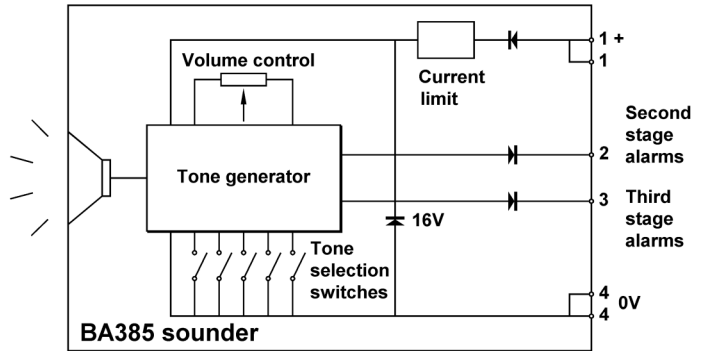 1 +
1
Volume control
Current
limit
Second
stage
alarms
2
Tone generator
3
Third
stage
alarms
16V
Tone
selection
switches
4
0V
4
BA385 sounder